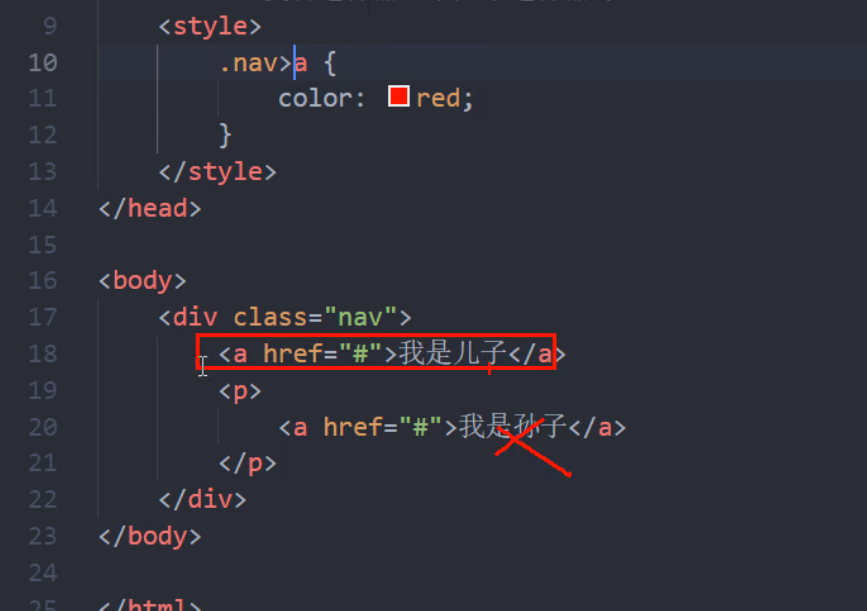 9 <style>
10 .nav>a {
11 color: red;
12 }
13 </style>
14 </head>
15
16 <body>
17 <div class="nav">
18 <a href="#">我是儿子</a>
19 <p>
20 <a href="#">我是孙子</a>
21 </p>
22 </div>
23 </body>
24
25 </html>